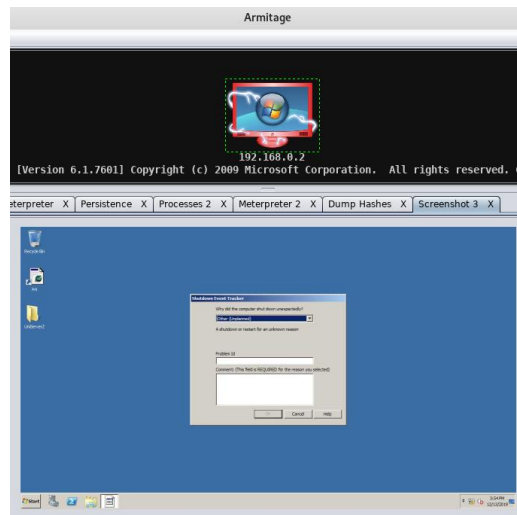 Armitage
192.168.0.2
[Version 6.1.7601] Copyright (c) 2009 Microsoft Corporation. All rights reserved.
eterpreter X Persistence X Processes 2 X Meterpreter 2 X Dump Hashes X Screenshot 3 X
Recycle Bin
Shutdown Event Tracker
Why did the computer shut down unexpectedly?
Other (Unplanned)
A shutdown or restart for an unknown reason
Problem ID
Comment: (This field is REQUIRED for the reason you selected)
OK Cancel Help
Start